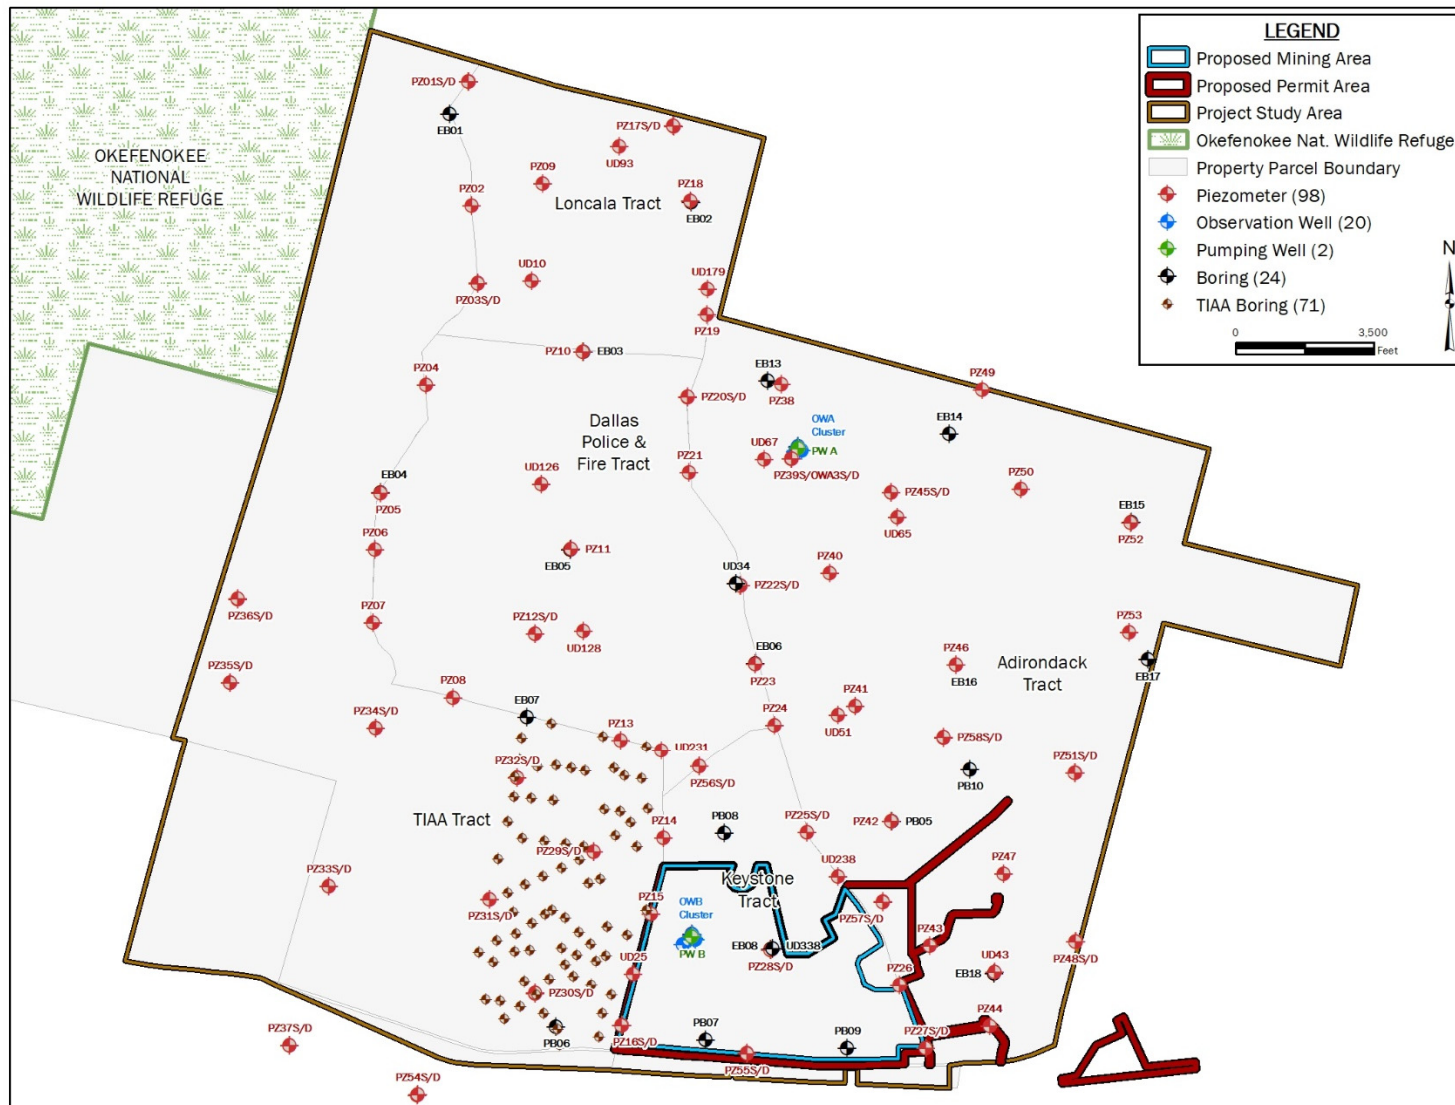 LEGEND
Proposed Mining Area
Proposed Permit Area
Project Study Area
Okefenokee Nat. Wildlife Refuge
Property Parcel Boundary
Piezometer (98)
Observation Well (20)
Pumping Well (2)
Boring (24)
TIAA Boring (71)
N
0 3,500
Feet
PZ01S/D
EB01
PZ17S/D
UD93
OKEFENOKEE
NATIONAL
WILDLIFE REFUGE
PZ09
PZ02
PZ18
Loncala Tract
EB02
UD10
UD179
PZ03S/D
PZ19
PZ10
EB03
PZ04
EB13
PZ38
PZ49
PZ20S/D
Dallas
Police &
Fire Tract
OWA
Cluster
EB14
UD67
PW A
PZ21
PZ39S/OWA3S/D
EB04
UD126
PZ05
PZ45S/D
PZ50
UD65
EB15
PZ52
PZ06
EB05
PZ11
PZ40
UD34
PZ22S/D
PZ36S/D
PZ07
PZ12S/D
UD128
PZ53
EB06
PZ23
PZ46
EB16
Adirondack
Tract
EB17
PZ35S/D
PZ08
EB07
PZ41
UD51
PZ34S/D
PZ13
PZ24
UD231
PZ58S/D
PZ32S/D
PZ56S/D
PB10
PZ51S/D
TIAA Tract
PZ14
PB08
PZ25S/D
PZ42
PB05
PZ29S/D
UD238
PZ47
PZ33S/D
Keystone
Tract
PZ31S/D
PZ15
OWB
Cluster
PZ57S/D
PW B
EB08
UD338
PZ28S/D
PZ43
PZ48S/D
UD25
PZ26
UD43
EB18
PZ30S/D
PZ44
PZ37S/D
PB06
PZ16S/D
PB07
PB09
PZ27S/D
PZ55S/D
PZ54S/D